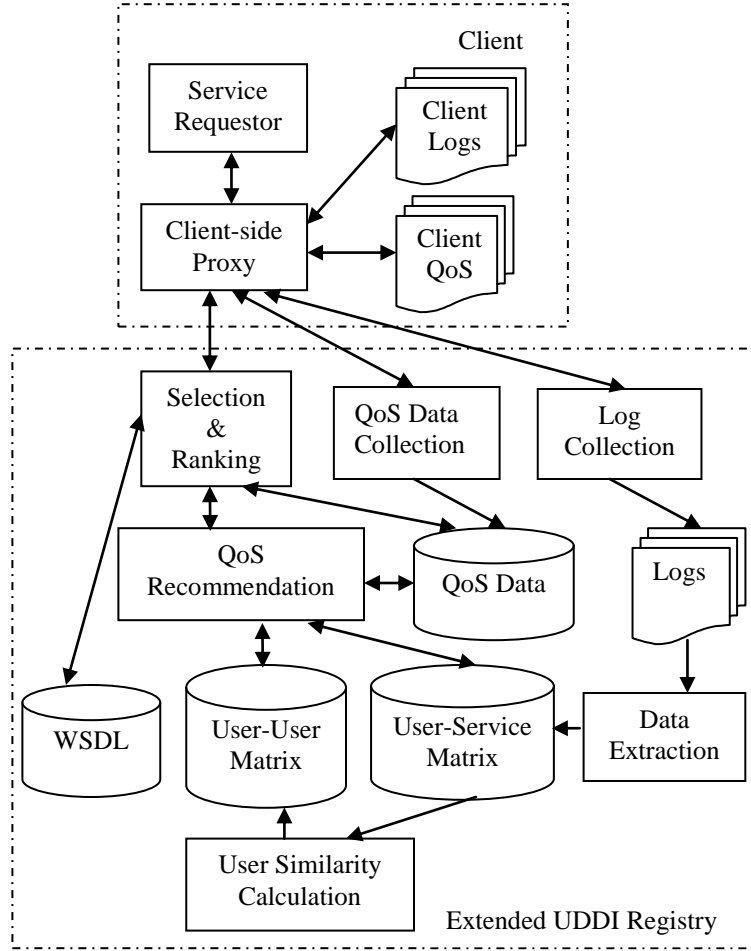 Client
Service
Requestor
Client
Logs
Client-side
Proxy
Client
QoS
Selection
&
Ranking
QoS Data
Collection
Log
Collection
QoS
Recommendation
QoS Data
Logs
WSDL
User-User
Matrix
User-Service
Matrix
Data
Extraction
User Similarity
Calculation
Extended UDDI Registry